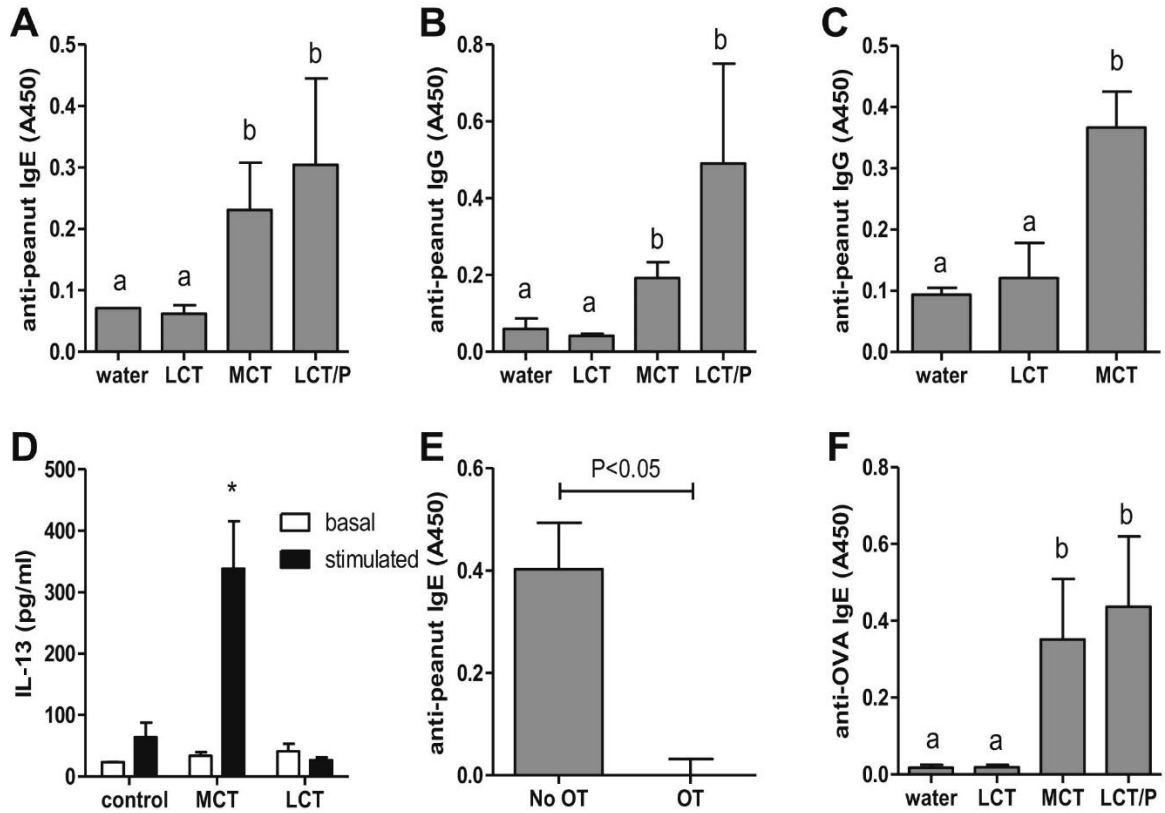 A
anti-peanut IgE (A450)
0.5
0.4
0.3
0.2
0.1
0.0
a
a
b
b
water LCT MCT LCT/P
B
anti-peanut IgG (A450)
0.8
0.6
0.4
0.2
0.0
a
a
b
b
water LCT MCT LCT/P
C
anti-peanut IgG (A450)
0.5
0.4
0.3
0.2
0.1
0.0
a
a
b
water LCT MCT
D
IL-13 (pg/ml)
500
400
300
200
100
0
*
basal
stimulated
control MCT LCT
E
anti-peanut IgE (A450)
0.6
0.4
0.2
0.0
P<0.05
No OT OT
F
anti-OVA IgE (A450)
0.8
0.6
0.4
0.2
0.0
a
a
b
b
water LCT MCT LCT/P